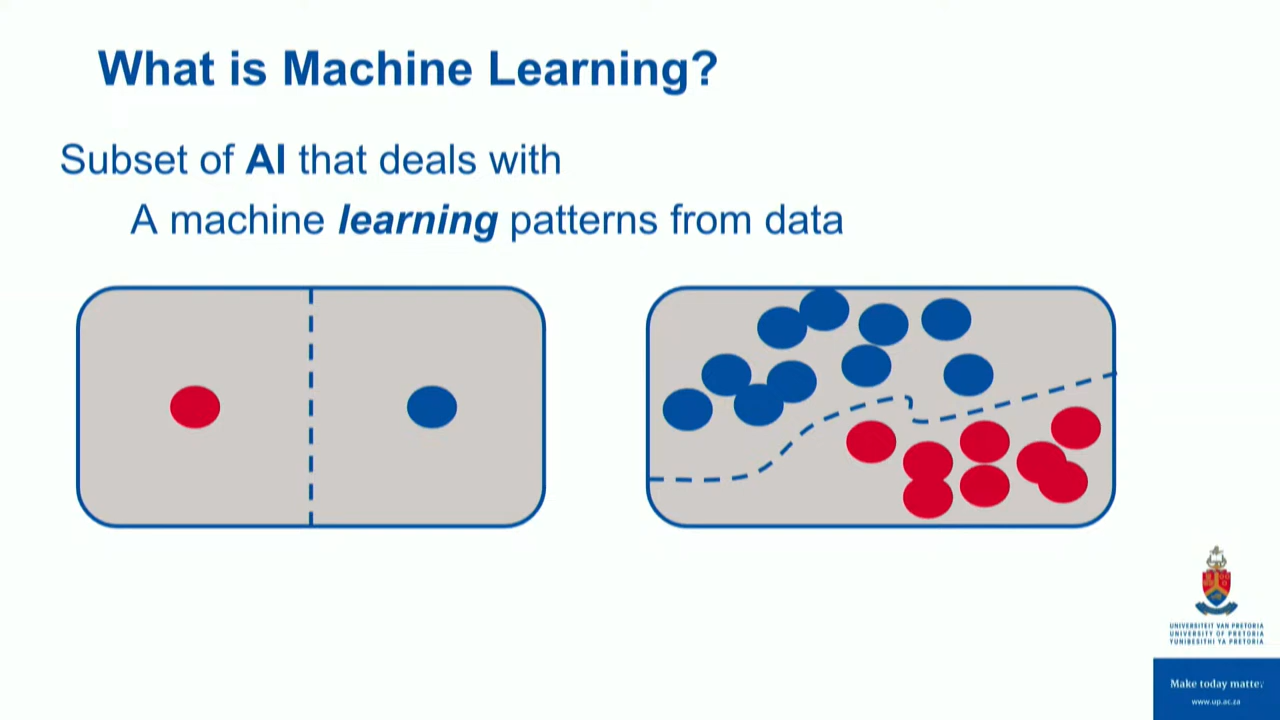 What is Machine Learning?
Subset of AI that deals with
A machine learning patterns from data
UNIVERSITEIT VAN PRETORIA
UNIVERSITY OF PRETORIA
YUNIBESITHI YA PRETORIA
Make today matter
www.up.ac.za